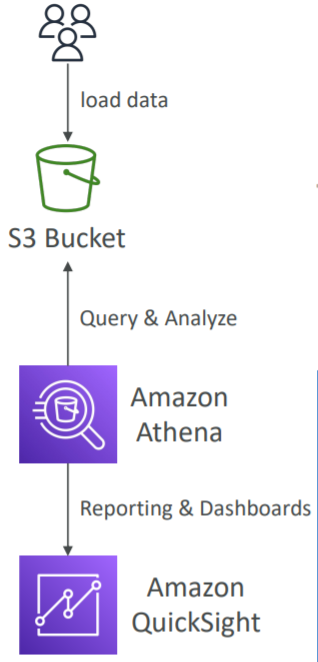 load data
S3 Bucket
Query & Analyze
Amazon
Athena
Reporting & Dashboards
Amazon
QuickSight